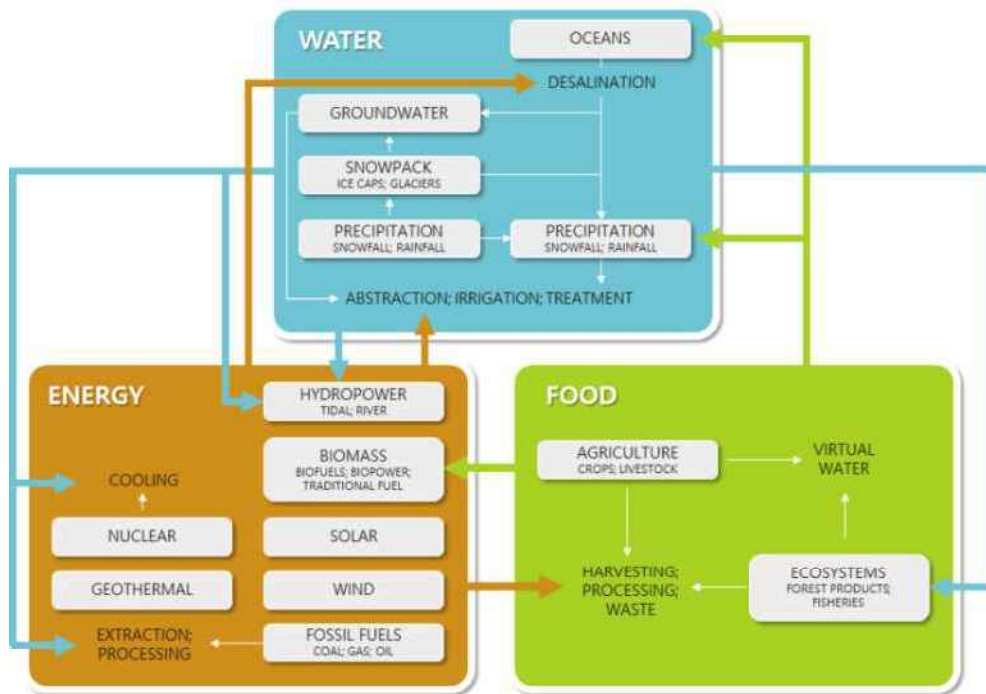 WATER
OCEANS
DESALINATION
GROUNDWATER
SNOWPACK
ICE CAPS; GLACIERS
PRECIPITATION
SNOWFALL; RAINFALL
PRECIPITATION
SNOWFALL; RAINFALL
ABSTRACTION; IRRIGATION; TREATMENT
ENERGY
HYDROPOWER
TIDAL; RIVER
BIOMASS
BIOFUELS; BIOPOWER;
TRADITIONAL FUEL
COOLING
NUCLEAR
SOLAR
GEOTHERMAL
WIND
EXTRACTION;
PROCESSING
FOSSIL FUELS
COAL; GAS; OIL
FOOD
AGRICULTURE
CROPS; LIVESTOCK
VIRTUAL
WATER
HARVESTING;
PROCESSING;
WASTE
ECOSYSTEMS
FOREST PRODUCTS;
FISHERIES